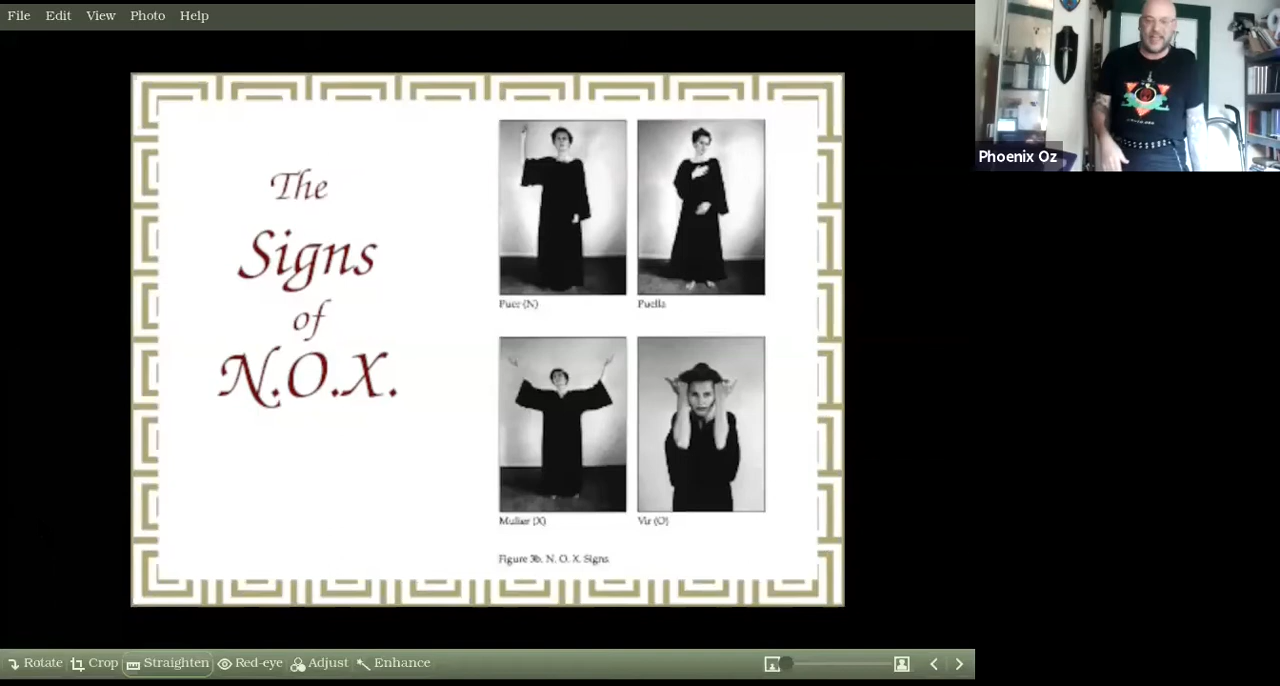 File Edit View Photo Help
Phoenix Oz
The
Signs
of
N.O.X.
Puer (N)
Puella
Mulier (X)
Vir (O)
Figure 3b. N. O. X. Signs
Rotate Crop Straighten Red-eye Adjust Enhance